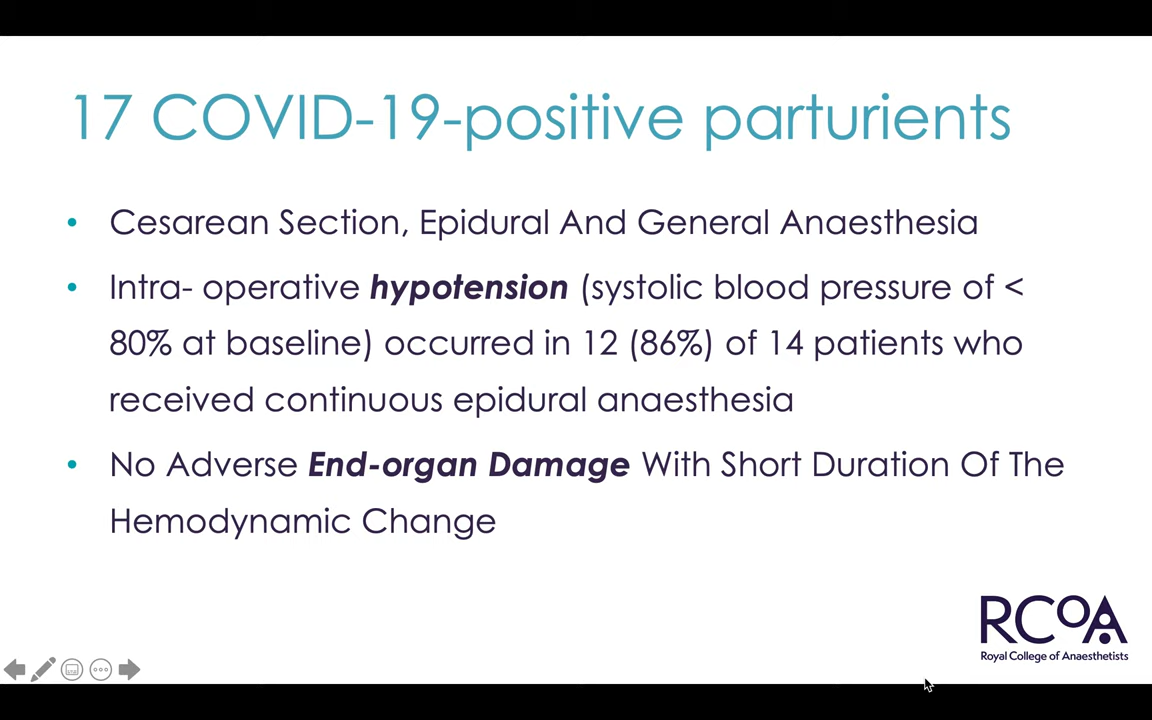 17 COVID-19-positive parturients
• Cesarean Section, Epidural And General Anaesthesia
• Intra- operative hypotension (systolic blood pressure of <
80% at baseline) occurred in 12 (86%) of 14 patients who
received continuous epidural anaesthesia
• No Adverse End-organ Damage With Short Duration Of The
Hemodynamic Change
RCOA
Royal College of Anaesthetists